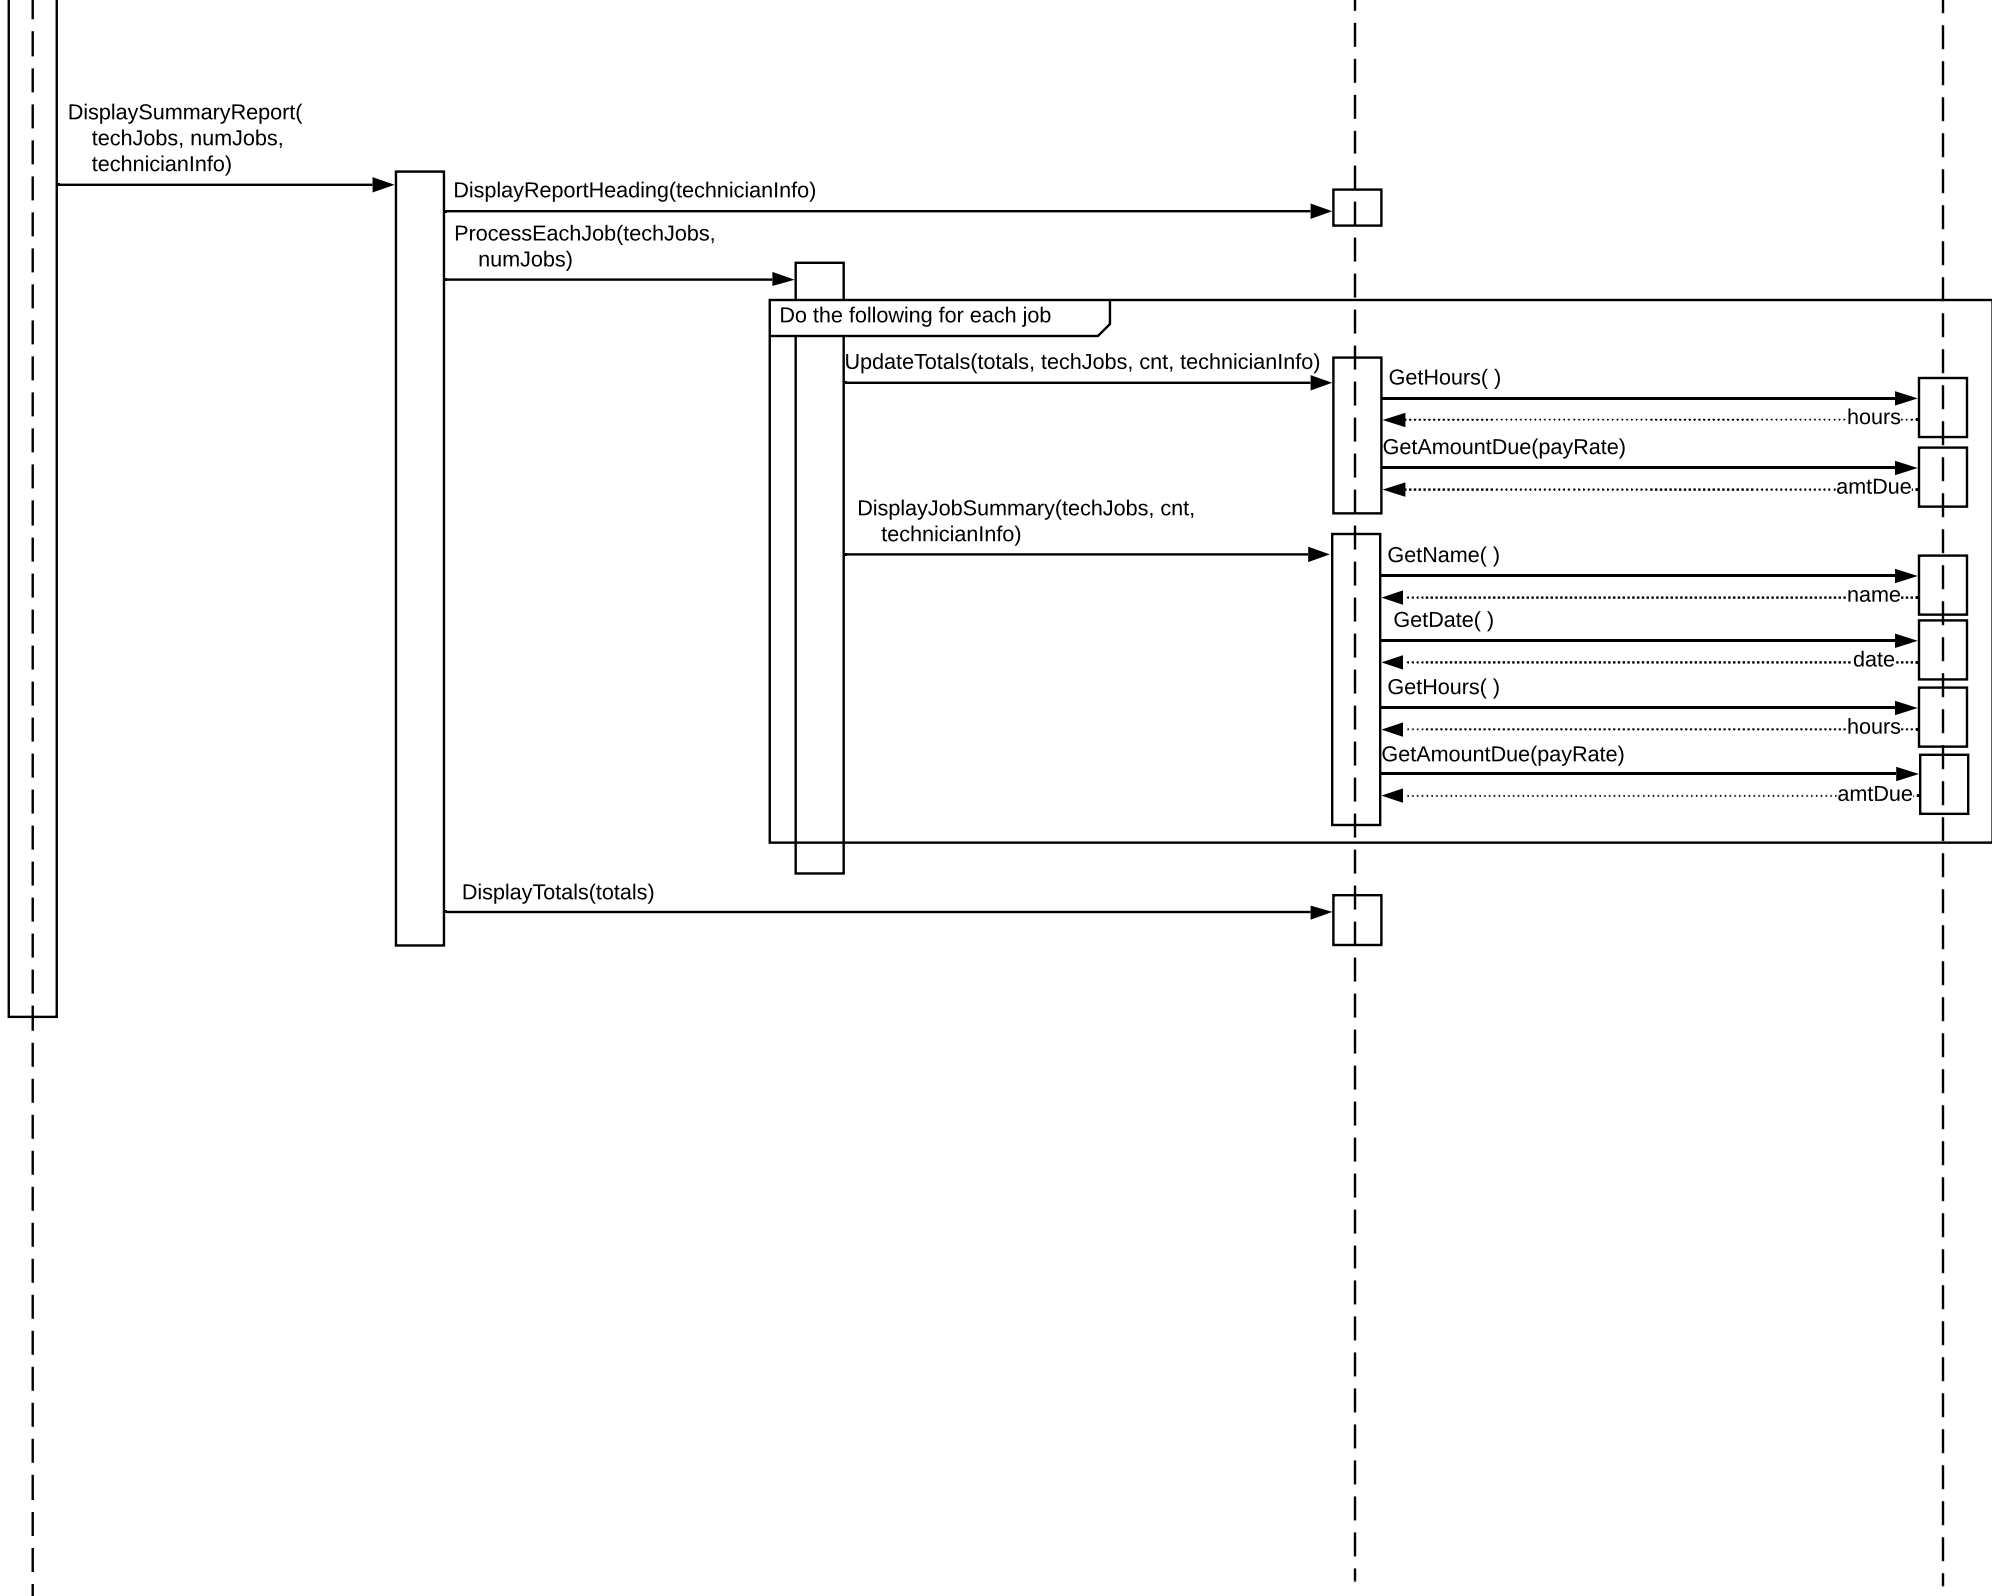 DisplaySummaryReport(
techJobs, numJobs,
technicianInfo)
DisplayReportHeading(technicianInfo)
ProcessEachJob(techJobs,
numJobs)
Do the following for each job
UpdateTotals(totals, techJobs, cnt, technicianInfo)
GetHours( )
hours
GetAmountDue(payRate)
amtDue
DisplayJobSummary(techJobs, cnt,
technicianInfo)
GetName( )
name
GetDate( )
date
GetHours( )
hours
GetAmountDue(payRate)
amtDue
DisplayTotals(totals)